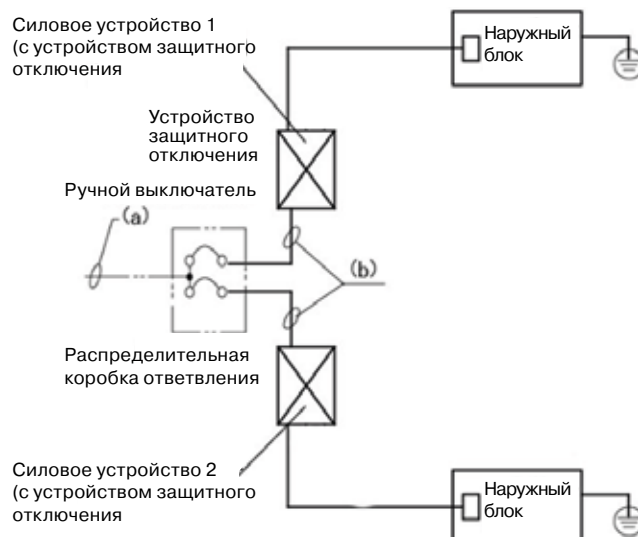 Силовое устройство 1
(с устройством защитного
отключения
Наружный
блок
Устройство
защитного
отключения
Ручной выключатель
(a)
(b)
Распределительная
коробка ответвления
Силовое устройство 2
(с устройством защитного
отключения
Наружный
блок